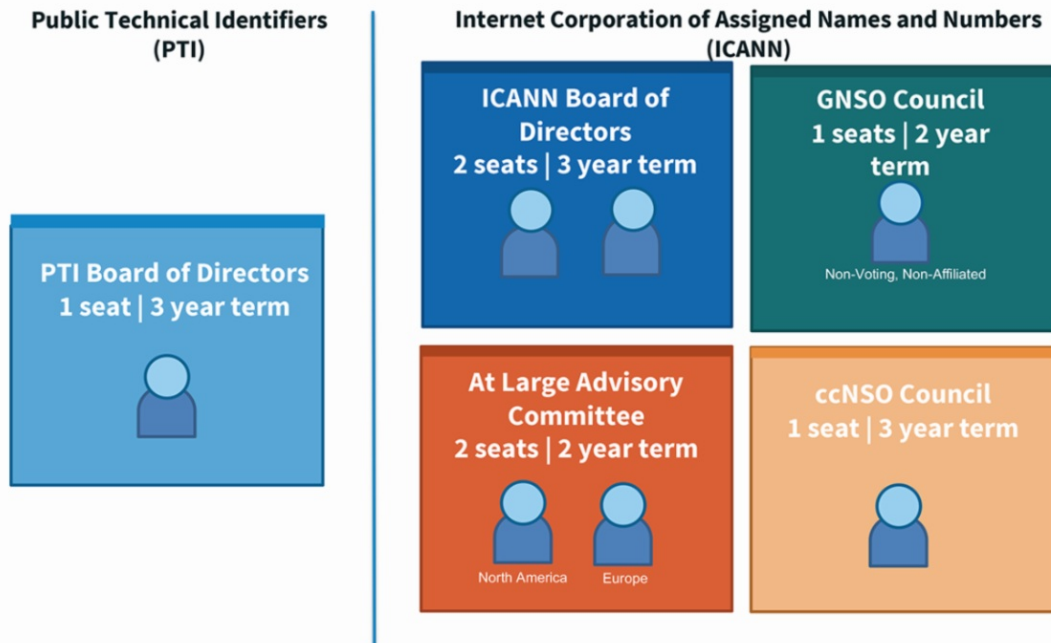 Public Technical Identifiers
(PTI)
Internet Corporation of Assigned Names and Numbers
(ICANN)
PTI Board of Directors
1 seat | 3 year term
ICANN Board of
Directors
2 seats | 3 year term
GNSO Council
1 seats | 2 year
term
Non-Voting, Non-Affiliated
At Large Advisory
Committee
2 seats | 2 year term
North America
Europe
ccNSO Council
1 seat | 3 year term